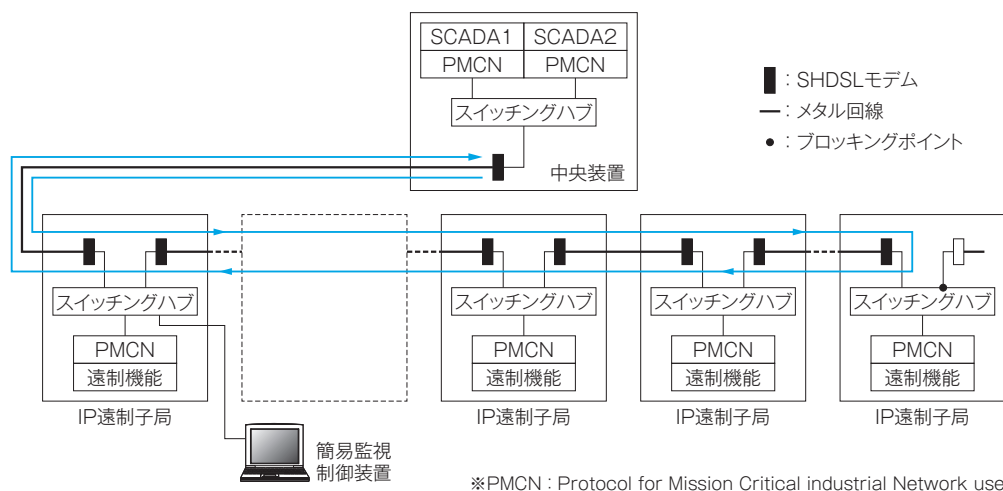 SCADA1 SCADA2
PMCN PMCN
スイッチングハブ
中央装置
：SHDSLモデム
：メタル回線
：ブロッキングポイント
スイッチングハブ スイッチングハブ スイッチングハブ スイッチングハブ
PMCN PMCN PMCN PMCN
遠制機能 遠制機能 遠制機能 遠制機能
IP遠制子局 IP遠制子局 IP遠制子局 IP遠制子局
簡易監視
制御装置
※PMCN：Protocol for Mission Critical industrial Network use